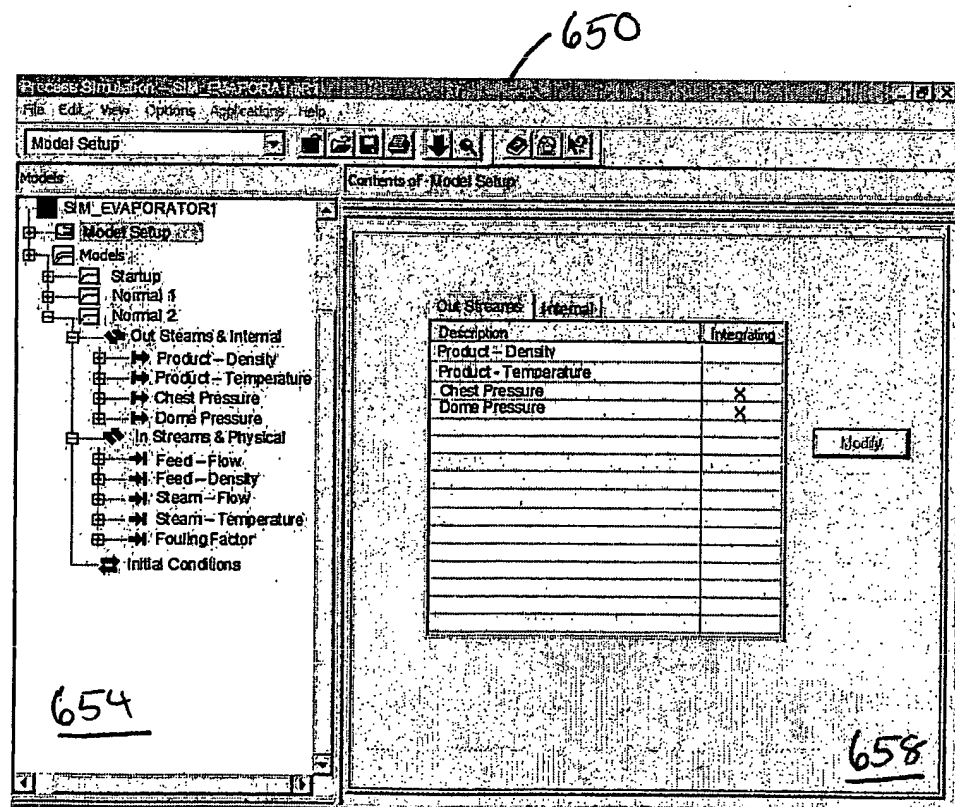 650
Process Simulation – SIM_EVAPORATOR1
File Edit View Options Applications Help
Model Setup
Models
Contents of Model Setup
SIM_EVAPORATOR1
Model Setup
Models
Startup
Normal 1
Normal 2
Out Steams & Internal
Product – Density
Product – Temperature
Chest Pressure
Dome Pressure
In Streams & Physical
Feed – Flow
Feed – Density
Steam – Flow
Steam – Temperature
Fouling Factor
Initial Conditions
654
Out Streams Internal
Description Integrating
Product – Density
Product - Temperature
Chest Pressure X
Dome Pressure X
Modify
658